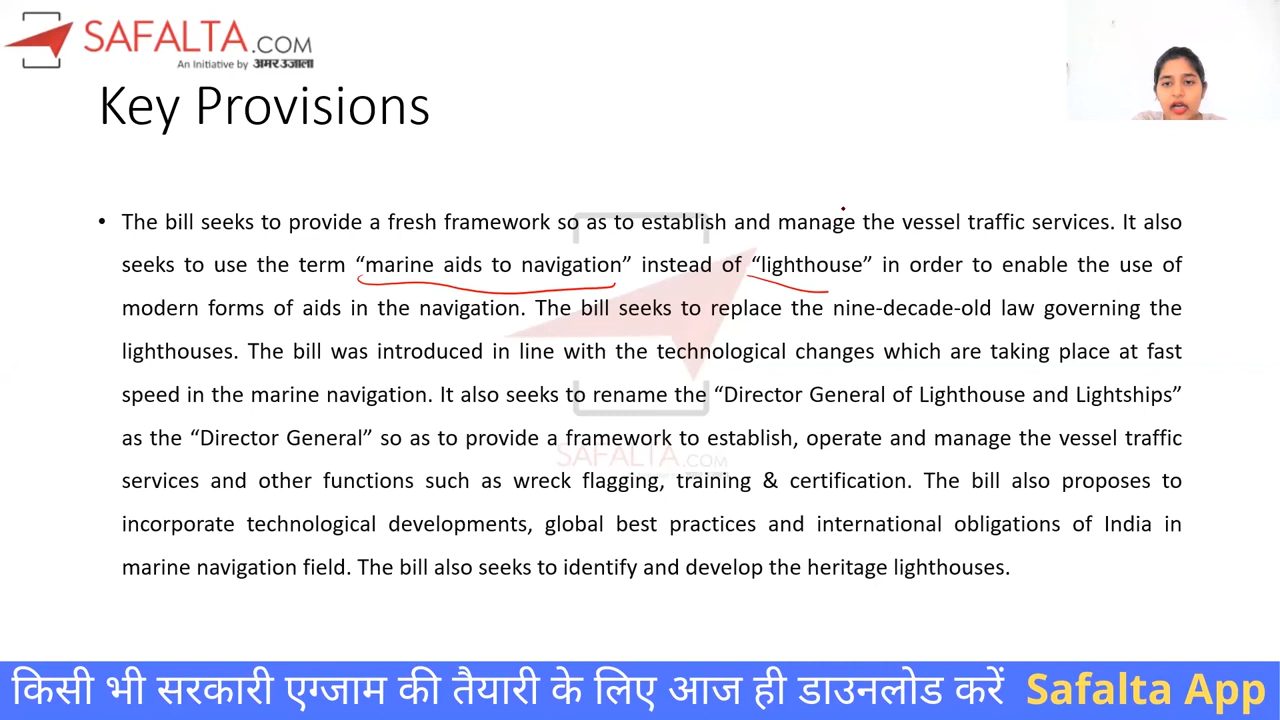 SAFALTA.COM
An Initiative by अमर उजाला
Key Provisions
• The bill seeks to provide a fresh framework so as to establish and manage the vessel traffic services. It also
seeks to use the term “marine aids to navigation” instead of “lighthouse” in order to enable the use of
modern forms of aids in the navigation. The bill seeks to replace the nine-decade-old law governing the
lighthouses. The bill was introduced in line with the technological changes which are taking place at fast
speed in the marine navigation. It also seeks to rename the “Director General of Lighthouse and Lightships”
as the “Director General” so as to provide a framework to establish, operate and manage the vessel traffic
SAFALTA.COM
services and other functions such as wreck flagging, training & certification. The bill also proposes to
incorporate technological developments, global best practices and international obligations of India in
marine navigation field. The bill also seeks to identify and develop the heritage lighthouses.
किसी भी सरकारी एग्जाम की तैयारी के लिए आज ही डाउनलोड करें Safalta App